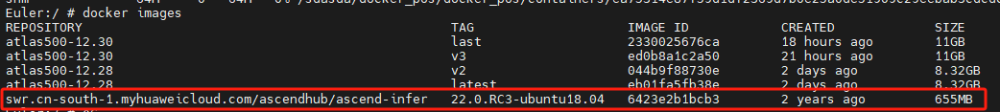 Euler:/ # docker images
REPOSITORY TAG IMAGE ID CREATED SIZE
atlas500-12.30 last 2330025676ca 18 hours ago 11GB
atlas500-12.30 v3 ed0b8a1c2a50 21 hours ago 11GB
atlas500-12.28 v2 044b9f88730e 2 days ago 8.32GB
atlas500-12.28 latest eb01fa5fb38e 2 days ago 8.32GB
swr.cn-south-1.myhuaweicloud.com/ascendhub/ascend-infer 22.0.RC3-ubuntu18.04 6423e2b1bcb3 2 years ago 655MB